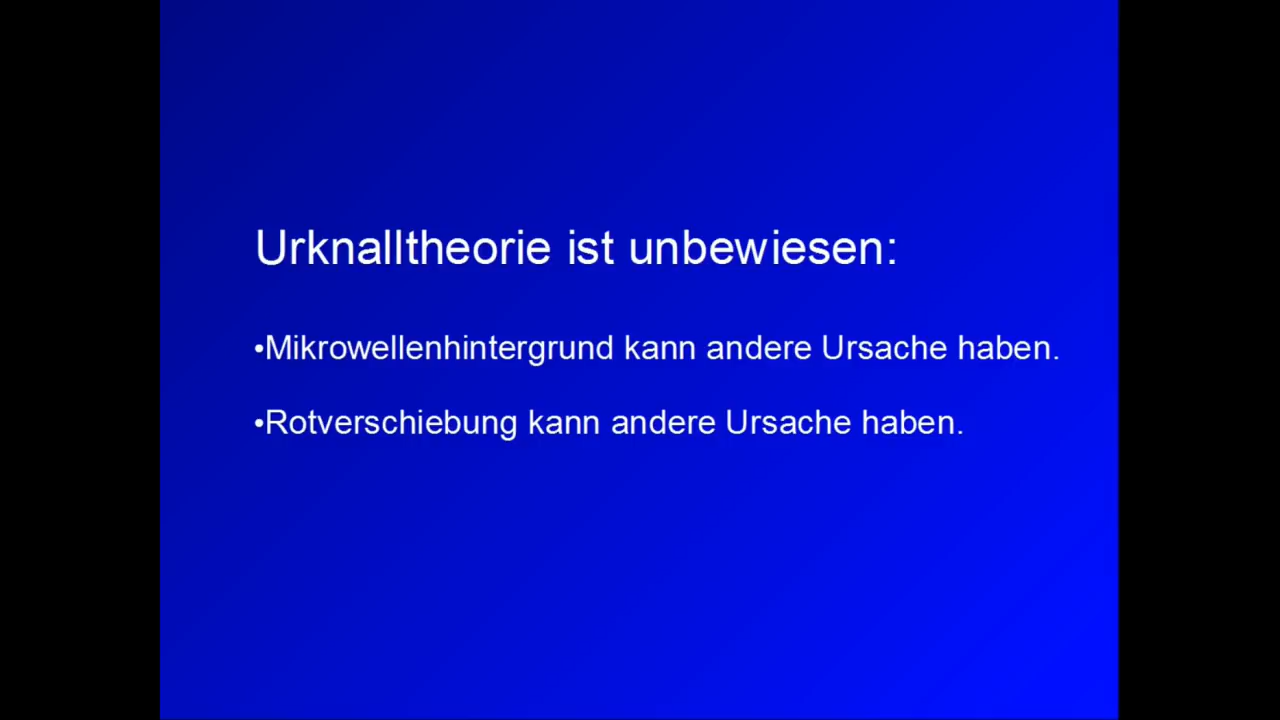 Urknalltheorie ist unbewiesen:
•Mikrowellenhintergrund kann andere Ursache haben.
•Rotverschiebung kann andere Ursache haben.